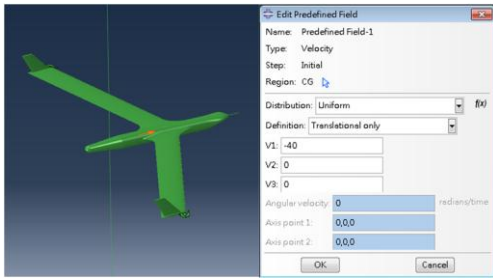 Edit Predefined Field
Name: Predefined Field-1
Type: Velocity
Step: Initial
Region: CG
Distribution: Uniform f(x)
Definition: Translational only
V1: -40
V2: 0
V3: 0
Angular velocity: 0 radians/time
Axis point 1: 0,0,0
Axis point 2: 0,0,0
OK Cancel